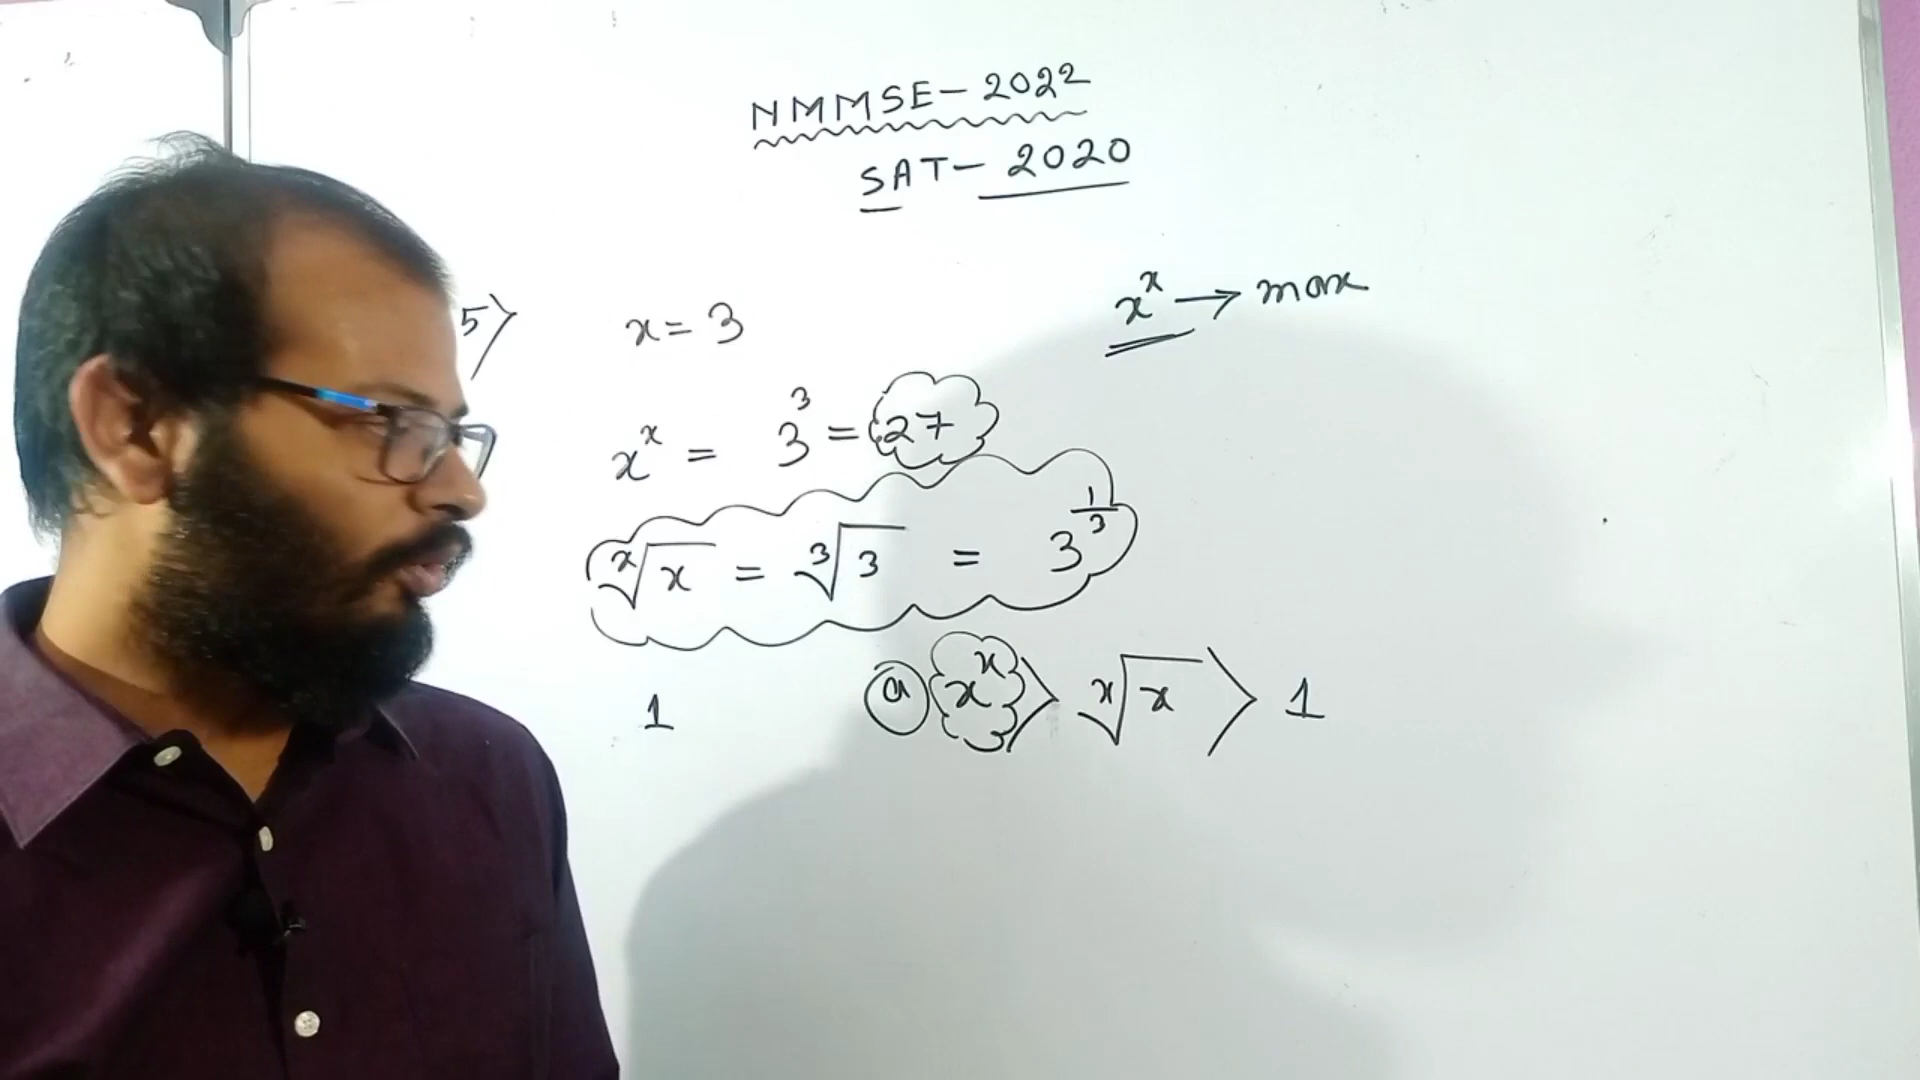 NMMSE-2022
SAT-2020
x^x → max
5> x = 3
x^x = 3^3 = 27
ˣ√x = ³√3 = 3^(1/3)
1
ⓐ x^x > ˣ√x > 1